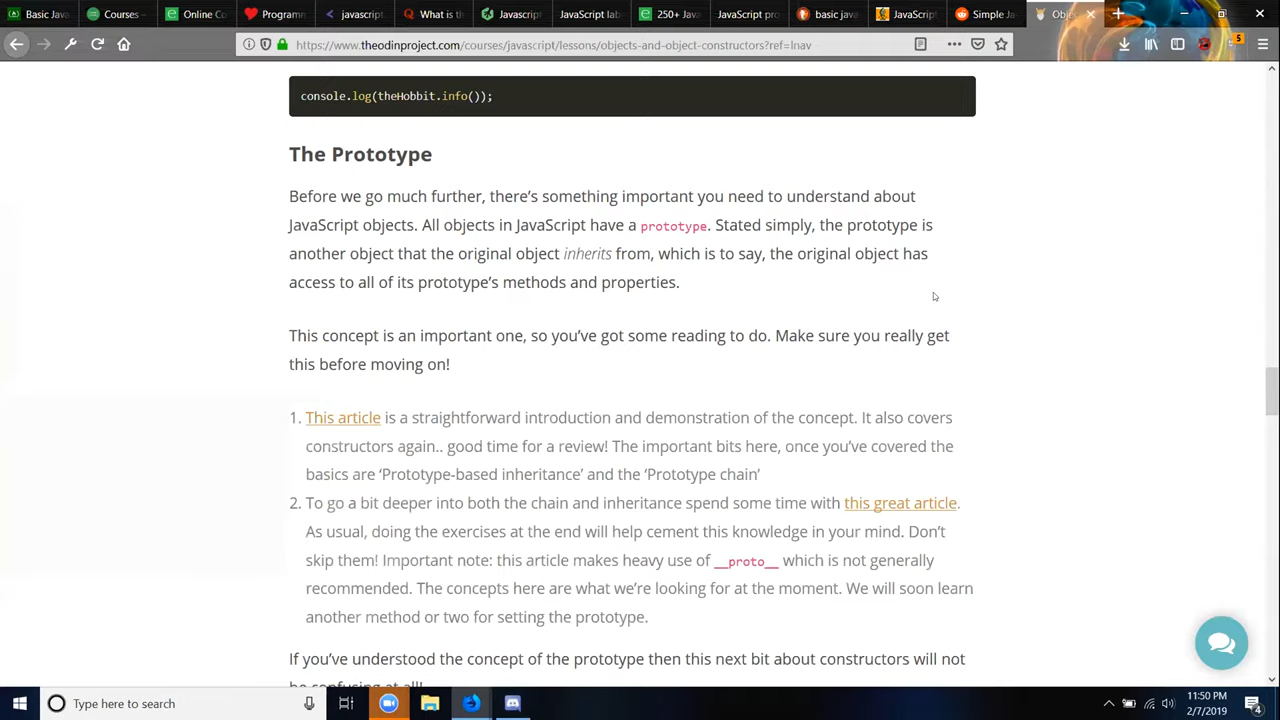 Basic Java
Courses –
Online Co
Programn
javascript
What is th
Javascript
JavaScript lab
250+ Java
JavaScript pro
basic java
JavaScript
Simple Ja
Obje
https://www.theodinproject.com/courses/javascript/lessons/objects-and-object-constructors?ref=lnav
5
console.log(theHobbit.info());
The Prototype
Before we go much further, there's something important you need to understand about
JavaScript objects. All objects in JavaScript have a prototype. Stated simply, the prototype is
another object that the original object inherits from, which is to say, the original object has
access to all of its prototype's methods and properties.
This concept is an important one, so you've got some reading to do. Make sure you really get
this before moving on!
1. This article is a straightforward introduction and demonstration of the concept. It also covers
constructors again.. good time for a review! The important bits here, once you've covered the
basics are 'Prototype-based inheritance' and the 'Prototype chain'
2. To go a bit deeper into both the chain and inheritance spend some time with this great article.
As usual, doing the exercises at the end will help cement this knowledge in your mind. Don't
skip them! Important note: this article makes heavy use of __proto__ which is not generally
recommended. The concepts here are what we're looking for at the moment. We will soon learn
another method or two for setting the prototype.
If you've understood the concept of the prototype then this next bit about constructors will not
be confusing at all!
Type here to search
11:50 PM
2/7/2019
4